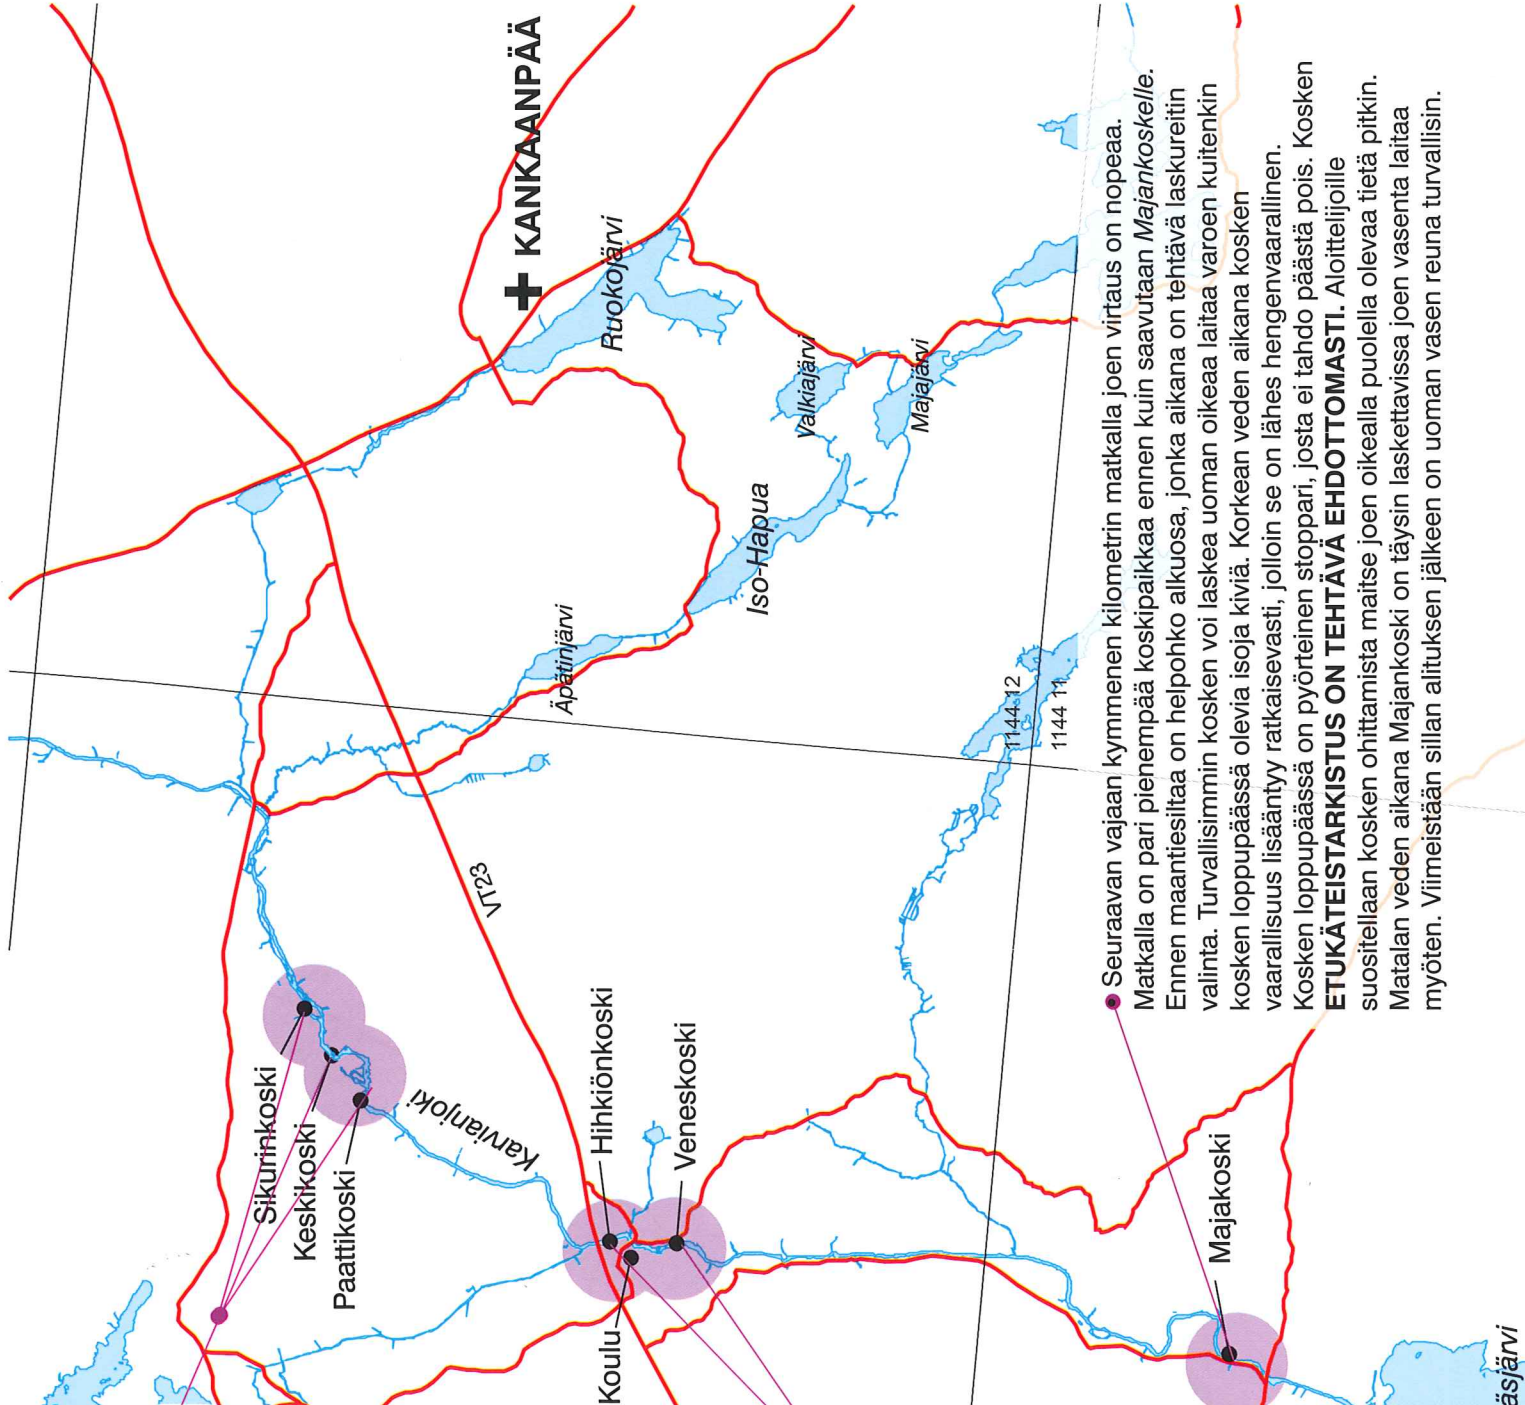 KANKAANPÄÄ
Ruokojärvi
Valkiajärvi
Majajärvi
Iso-Hapua
Äpätinjärvi
1144 12
1144 11
VT23
Sikurinkoski
Keskikoski
Paattikoski
Karvianjoki
Hihkiönkoski
Veneskoski
Koulu
Majakoski
äsjärvi
Seuraavan vajaan kymmenen kilometrin matkalla joen virtaus on nopeaa.
Matkalla on pari pienempää koskipaikkaa ennen kuin saavutaan Majankoskelle.
Ennen maantiesiltaa on helpohko alkuosa, jonka aikana on tehtävä laskureitin
valinta. Turvallisimmin kosken voi laskea uoman oikeaa laitaa varoen kuitenkin
kosken loppupäässä olevia isoja kiviä. Korkean veden aikana kosken
vaarallisuus lisääntyy ratkaisevasti, jolloin se on lähes hengenvaarallinen.
Kosken loppupäässä on pyörteinen stoppari, josta ei tahdo päästä pois. Kosken
ETUKÄTEISTARKISTUS ON TEHTÄVÄ EHDOTTOMASTI. Aloittelijoille
suositellaan kosken ohittamista maitse joen oikealla puolella olevaa tietä pitkin.
Matalan veden aikana Majankoski on täysin laskettavissa joen vasenta laitaa
myöten. Viimeistään sillan alituksen jälkeen on uoman vasen reuna turvallisin.